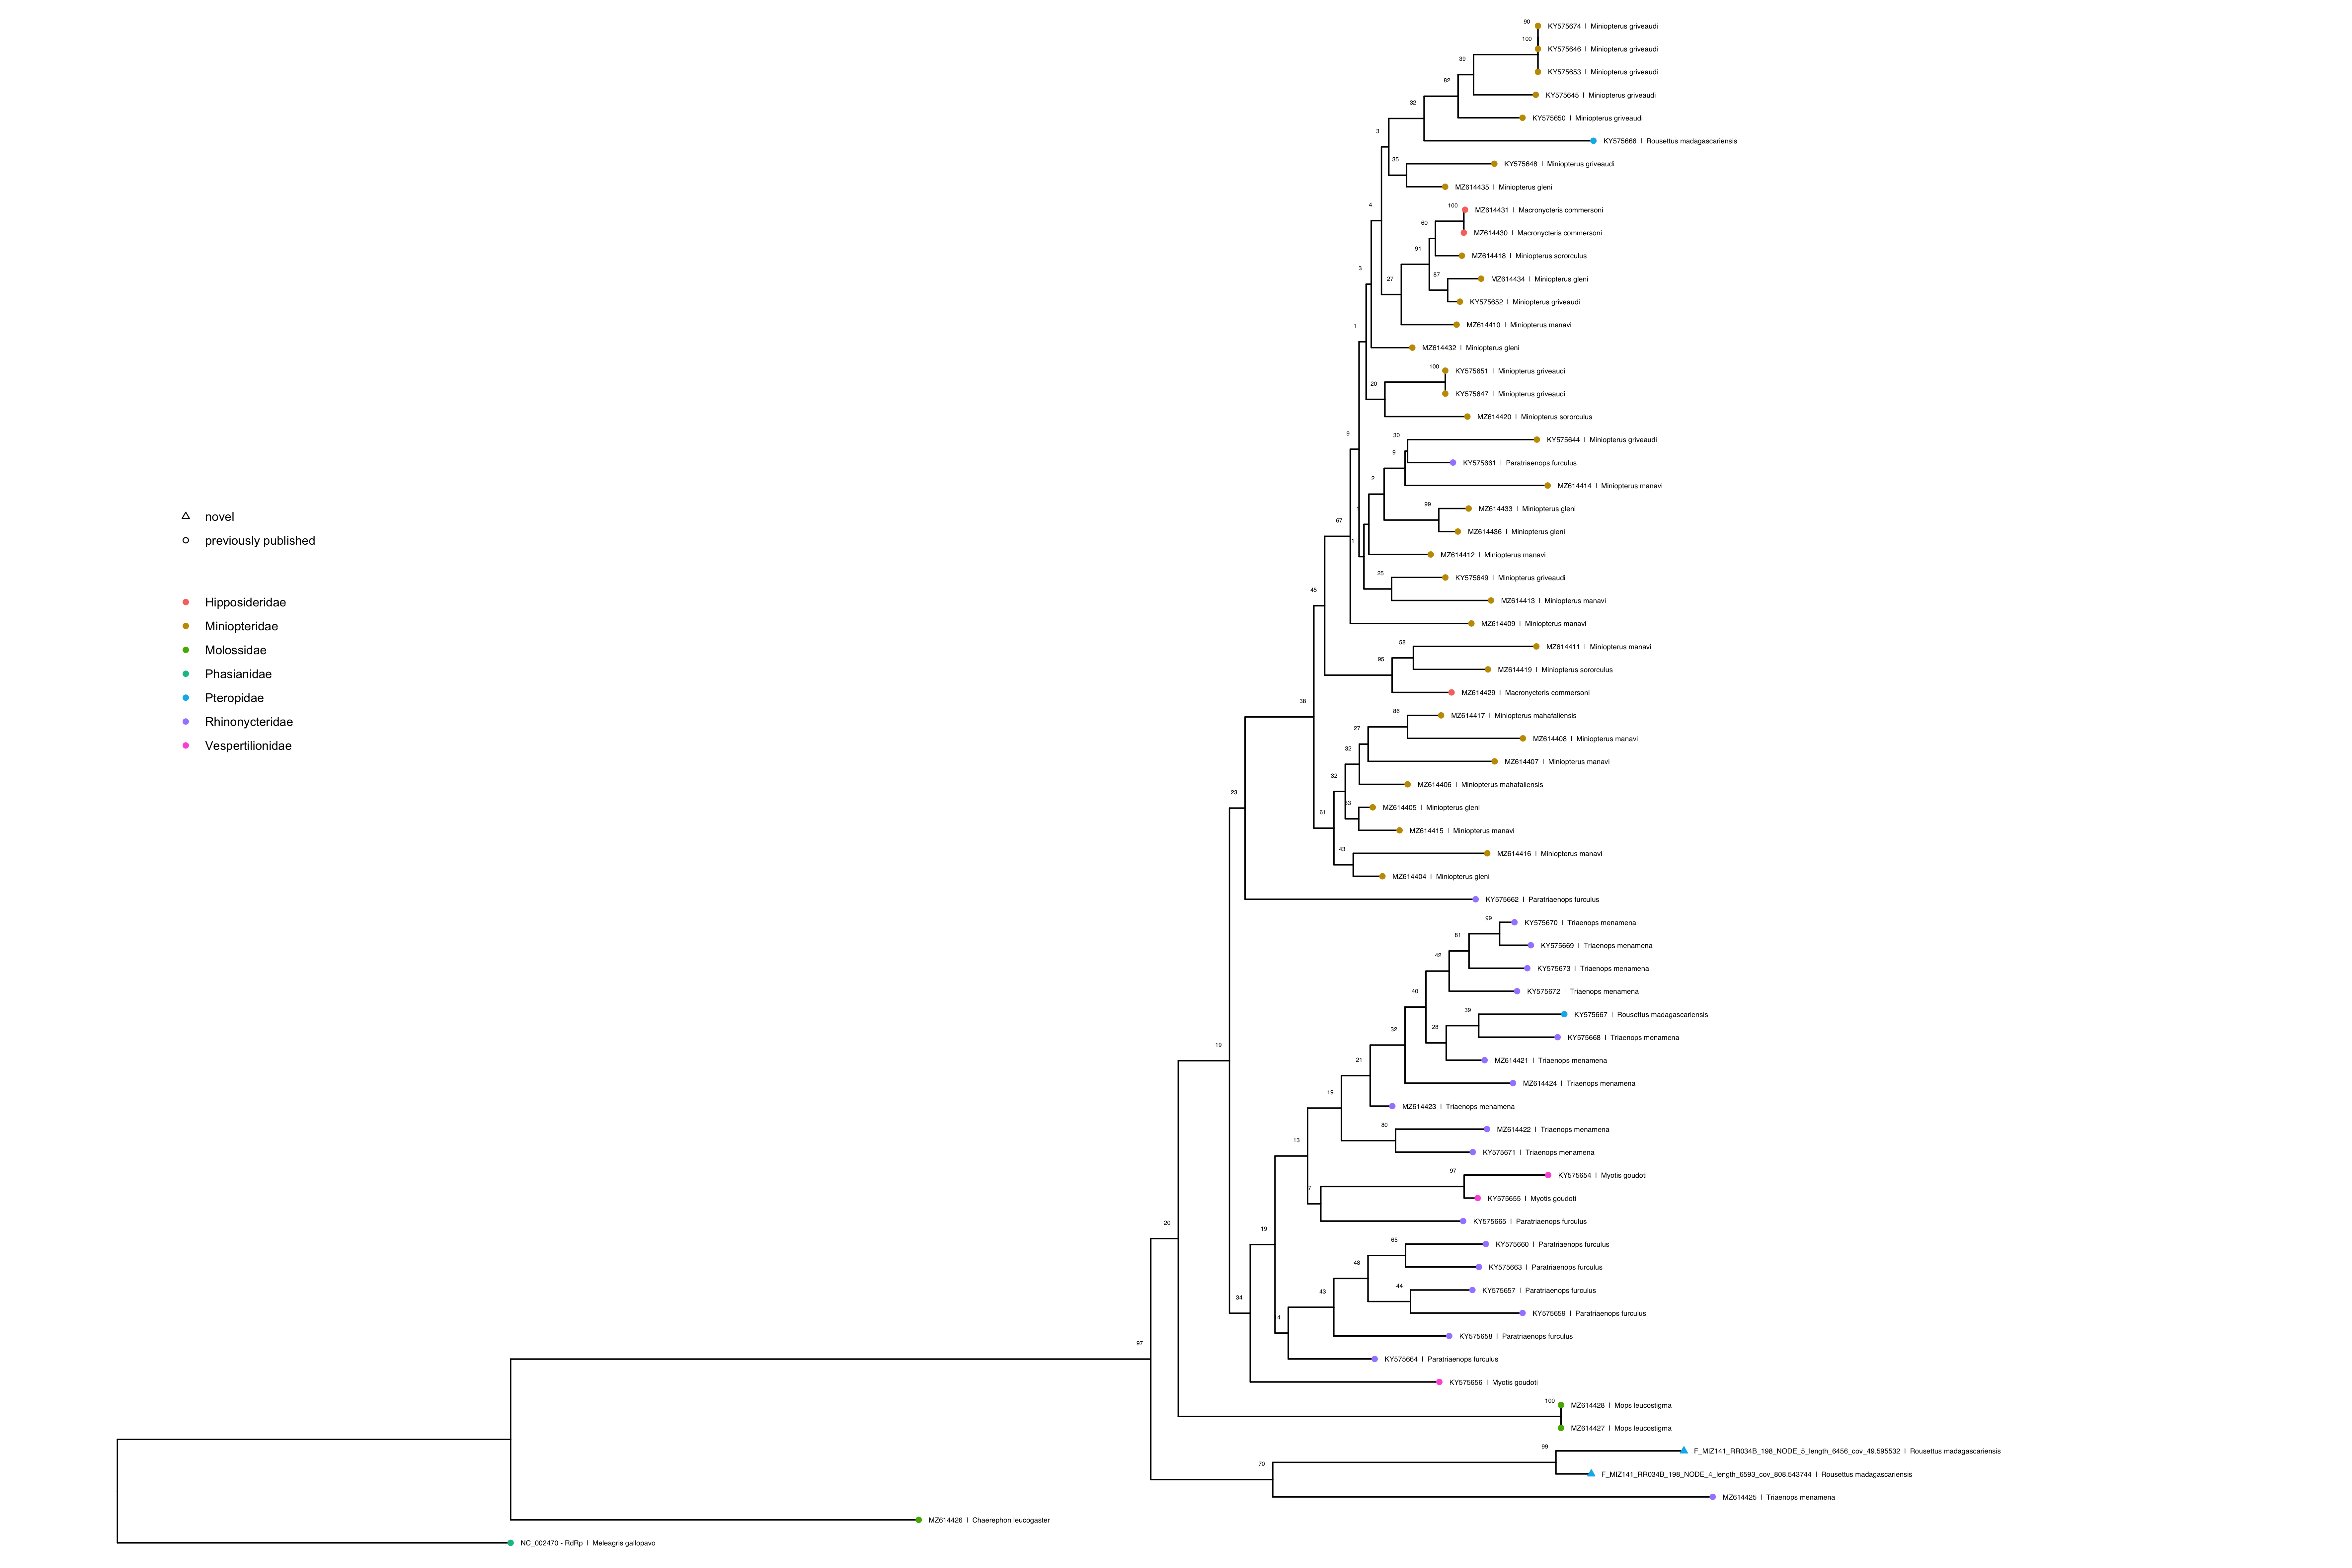 90
KY575674 | Miniopterus griveaudi
100
KY575646 | Miniopterus griveaudi
39
KY575653 | Miniopterus griveaudi
82
KY575645 | Miniopterus griveaudi
32
KY575650 | Miniopterus griveaudi
3
KY575666 | Rousettus madagascariensis
35
KY575648 | Miniopterus griveaudi
MZ614435 | Miniopterus gleni
4
100
MZ614431 | Macronycteris commersoni
60
MZ614430 | Macronycteris commersoni
91
MZ614418 | Miniopterus sororculus
3
27
87
MZ614434 | Miniopterus gleni
KY575652 | Miniopterus griveaudi
1
MZ614410 | Miniopterus manavi
MZ614432 | Miniopterus gleni
100
KY575651 | Miniopterus griveaudi
20
KY575647 | Miniopterus griveaudi
MZ614420 | Miniopterus sororculus
9
30
KY575644 | Miniopterus griveaudi
9
KY575661 | Paratriaenops furculus
2
MZ614414 | Miniopterus manavi
99
MZ614433 | Miniopterus gleni
1
novel
67
MZ614436 | Miniopterus gleni
previously published
1
MZ614412 | Miniopterus manavi
25
KY575649 | Miniopterus griveaudi
45
Hipposideridae
MZ614413 | Miniopterus manavi
Miniopteridae
MZ614409 | Miniopterus manavi
Molossidae
58
MZ614411 | Miniopterus manavi
95
Phasianidae
MZ614419 | Miniopterus sororculus
Pteropidae
38
MZ614429 | Macronycteris commersoni
Rhinonycteridae
86
MZ614417 | Miniopterus mahafaliensis
Vespertilionidae
27
32
MZ614408 | Miniopterus manavi
MZ614407 | Miniopterus manavi
32
MZ614406 | Miniopterus mahafaliensis
23
33
MZ614405 | Miniopterus gleni
61
MZ614415 | Miniopterus manavi
43
MZ614416 | Miniopterus manavi
MZ614404 | Miniopterus gleni
KY575662 | Paratriaenops furculus
99
KY575670 | Triaenops menamena
81
KY575669 | Triaenops menamena
42
KY575673 | Triaenops menamena
40
KY575672 | Triaenops menamena
39
KY575667 | Rousettus madagascariensis
32
28
KY575668 | Triaenops menamena
19
21
MZ614421 | Triaenops menamena
MZ614424 | Triaenops menamena
19
MZ614423 | Triaenops menamena
80
MZ614422 | Triaenops menamena
13
KY575671 | Triaenops menamena
97
KY575654 | Myotis goudoti
7
KY575655 | Myotis goudoti
20
19
KY575665 | Paratriaenops furculus
65
KY575660 | Paratriaenops furculus
48
KY575663 | Paratriaenops furculus
44
KY575657 | Paratriaenops furculus
34
43
KY575659 | Paratriaenops furculus
KY575658 | Paratriaenops furculus
97
KY575664 | Paratriaenops furculus
KY575656 | Myotis goudoti
100
MZ614428 | Mops leucostigma
MZ614427 | Mops leucostigma
99
F_MIZ141_RR034B_198_NODE_5_length_6456_cov_49.595532 | Rousettus madagascariensis
70
F_MIZ141_RR034B_198_NODE_4_length_6593_cov_808.543744 | Rousettus madagascariensis
MZ614425 | Triaenops menamena
MZ614426 | Chaerephon leucogaster
NC_002470 - RdRp | Meleagris gallopavo